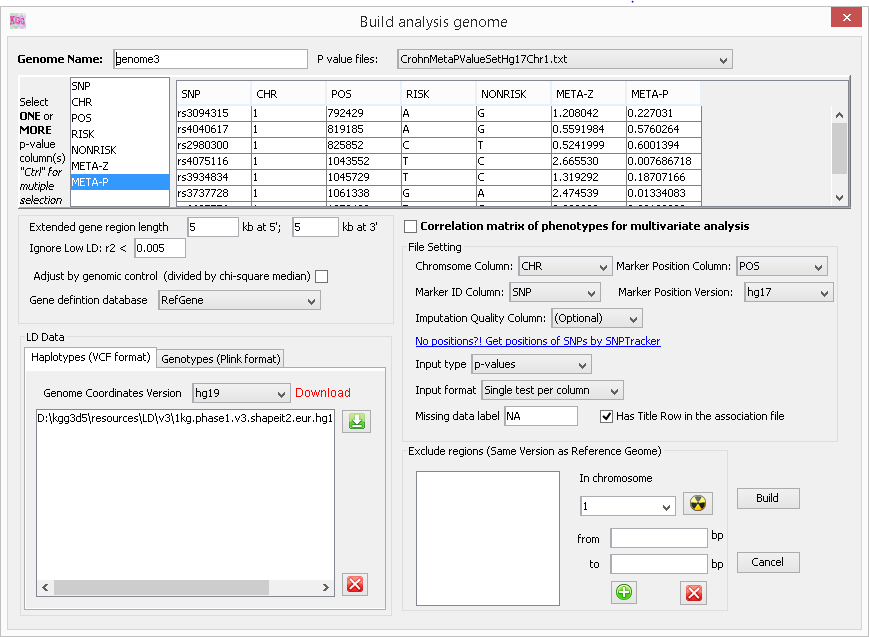 KGG
Build analysis genome
Genome Name: genome3 P value files: CrohnMetaPValueSetHg17Chr1.txt
Select
ONE or
MORE
p-value
column(s)
"Ctrl" for
mutiple
selection
SNP
CHR
POS
RISK
NONRISK
META-Z
META-P
SNP CHR POS RISK NONRISK META-Z META-P
rs3094315 1 792429 A G 1.208042 0.227031
rs4040617 1 819185 A G 0.5591984 0.5760264
rs2980300 1 825852 C T 0.5241999 0.6001394
rs4075116 1 1043552 T C 2.665530 0.007686718
rs3934834 1 1045729 T C 1.319292 0.18707166
rs3737728 1 1061338 G A 2.474539 0.01334083
Extended gene region length 5 kb at 5'; 5 kb at 3'
Ignore Low LD: r2 < 0.005
Adjust by genomic control (divided by chi-square median)
Gene defintion database RefGene
LD Data
Haplotypes (VCF format) Genotypes (Plink format)
Genome Coordinates Version hg19 Download
D:\kgg3d5\resources\LD\v3\1kg.phase1.v3.shapeit2.eur.hg1
Correlation matrix of phenotypes for multivariate analysis
File Setting
Chromsome Column: CHR Marker Position Column: POS
Marker ID Column: SNP Marker Position Version: hg17
Imputation Quality Column: (Optional)
No positions?! Get positions of SNPs by SNPTracker
Input type p-values
Input format Single test per column
Missing data label NA Has Title Row in the association file
Exclude regions (Same Version as Reference Geome)
In chromosome
1
from bp
to bp
Build
Cancel